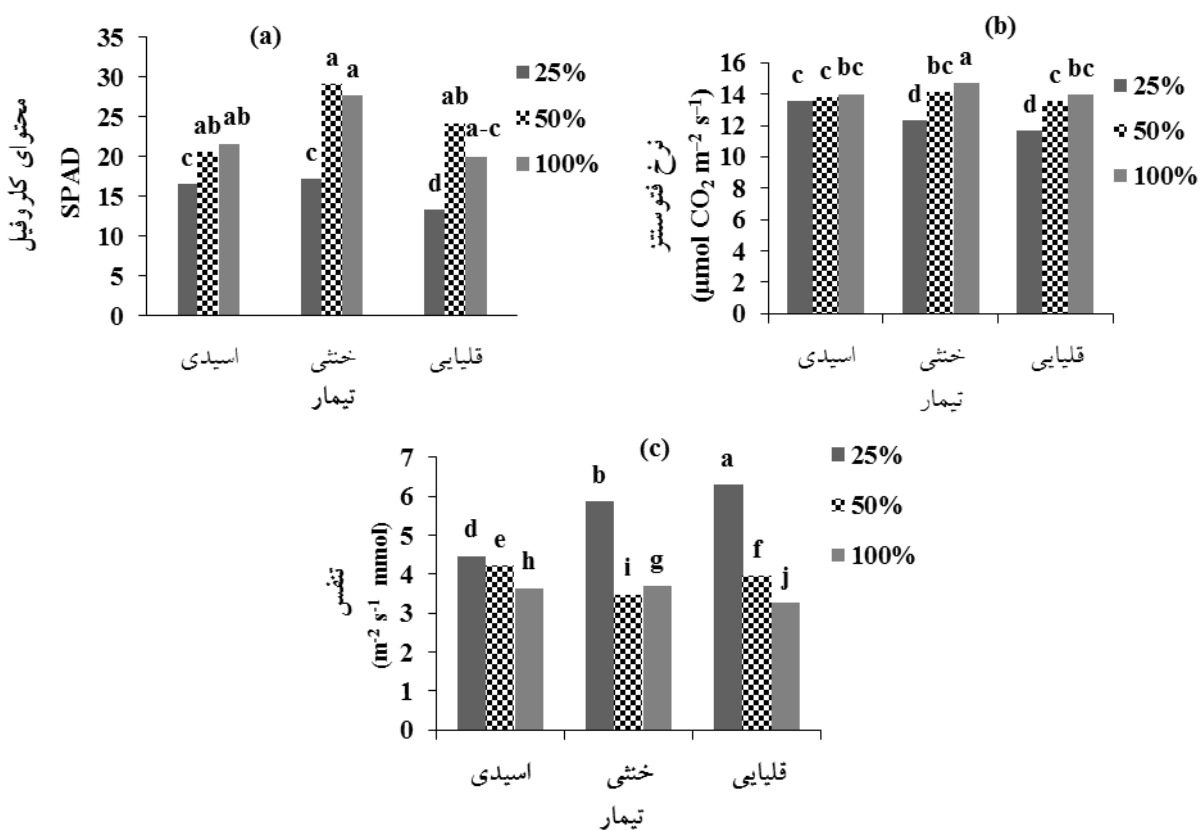 (a)
محتوای کلروفیل
SPAD
35
30
25
20
15
10
5
0
c ab ab
c a a
d ab a-c
25%
50%
100%
اسیدی خنثی قلیایی
تیمار
(b)
نرخ فتوسنتز
(μmol CO₂ m⁻² s⁻¹)
16
14
12
10
8
6
4
2
0
c c bc
d bc a
d c bc
25%
50%
100%
اسیدی خنثی قلیایی
تیمار
(c)
تنفس
(m⁻² s⁻¹ mmol)
7
6
5
4
3
2
1
0
d e h
b i g
a f j
25%
50%
100%
اسیدی خنثی قلیایی
تیمار